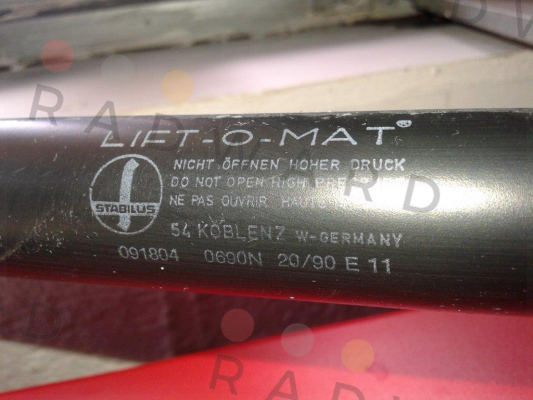 LIFT-O-MAT®
STABILUS
NICHT ÖFFNEN HOHER DRUCK
DO NOT OPEN HIGH
NE PAS OUVRIR
54 KOBLENZ W-GERMANY
091804 0690N 20/90 E 11
RADWARD